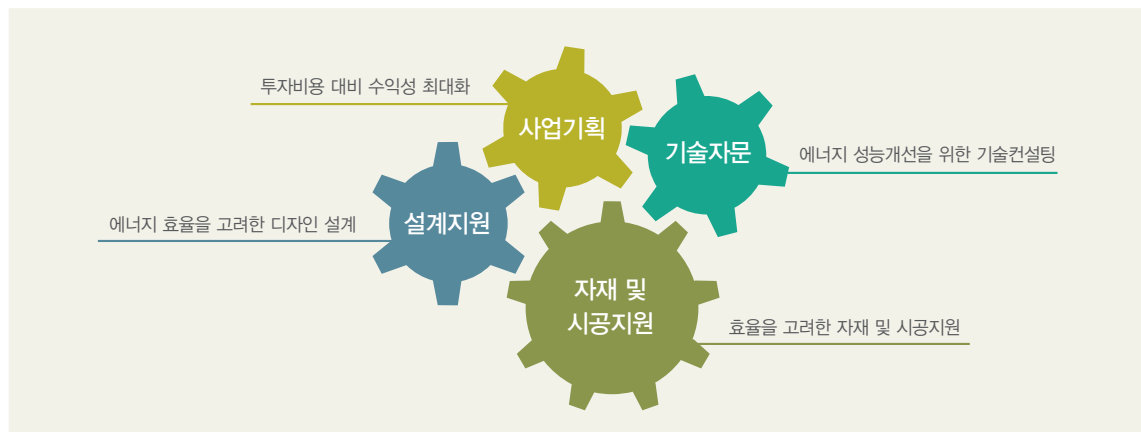 투자비용 대비 수익성 최대화
사업기획
기술자문
에너지 성능개선을 위한 기술컨설팅
에너지 효율을 고려한 디자인 설계
설계지원
자재 및
시공지원
효율을 고려한 자재 및 시공지원